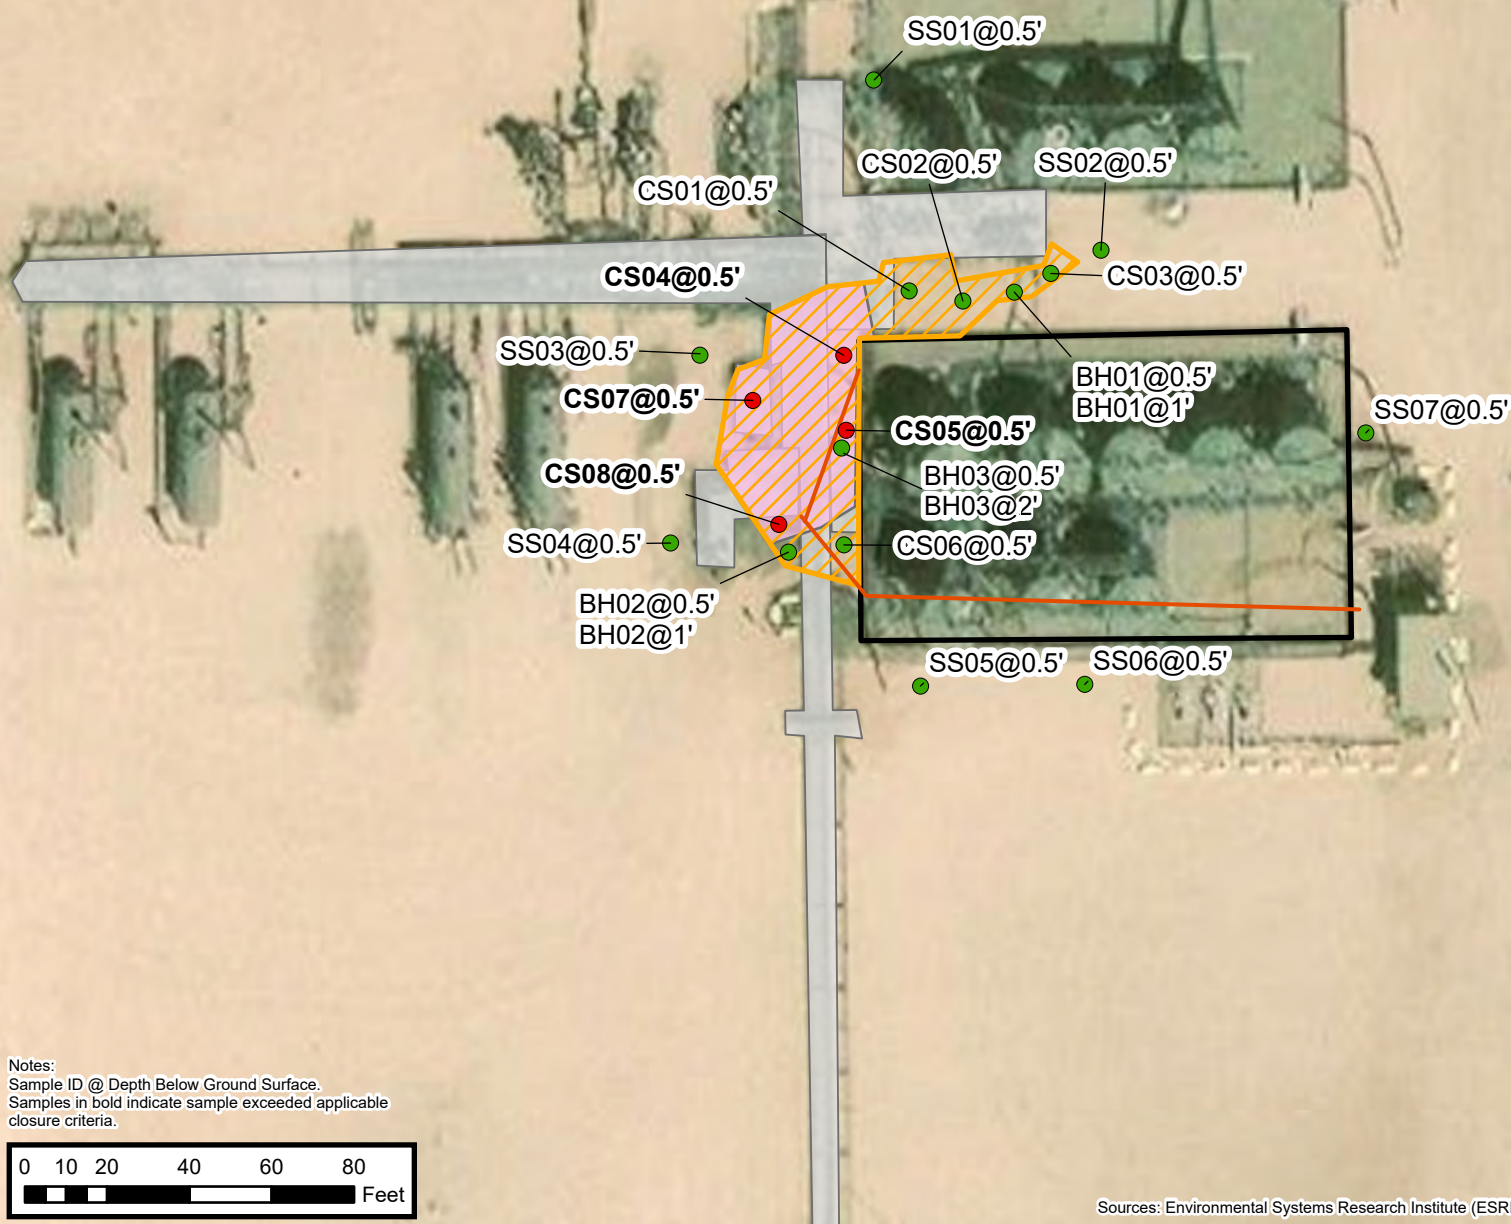 SS01@0.5'
CS02@0.5'
SS02@0.5'
CS01@0.5'
CS04@0.5'
CS03@0.5'
SS03@0.5'
BH01@0.5'
BH01@1'
CS07@0.5'
SS07@0.5'
CS05@0.5'
CS08@0.5'
BH03@0.5'
BH03@2'
SS04@0.5'
CS06@0.5'
BH02@0.5'
BH02@1'
SS05@0.5'
SS06@0.5'
Notes:
Sample ID @ Depth Below Ground Surface.
Samples in bold indicate sample exceeded applicable
closure criteria.
0 10 20 40 60 80
Feet
Sources: Environmental Systems Research Institute (ESR